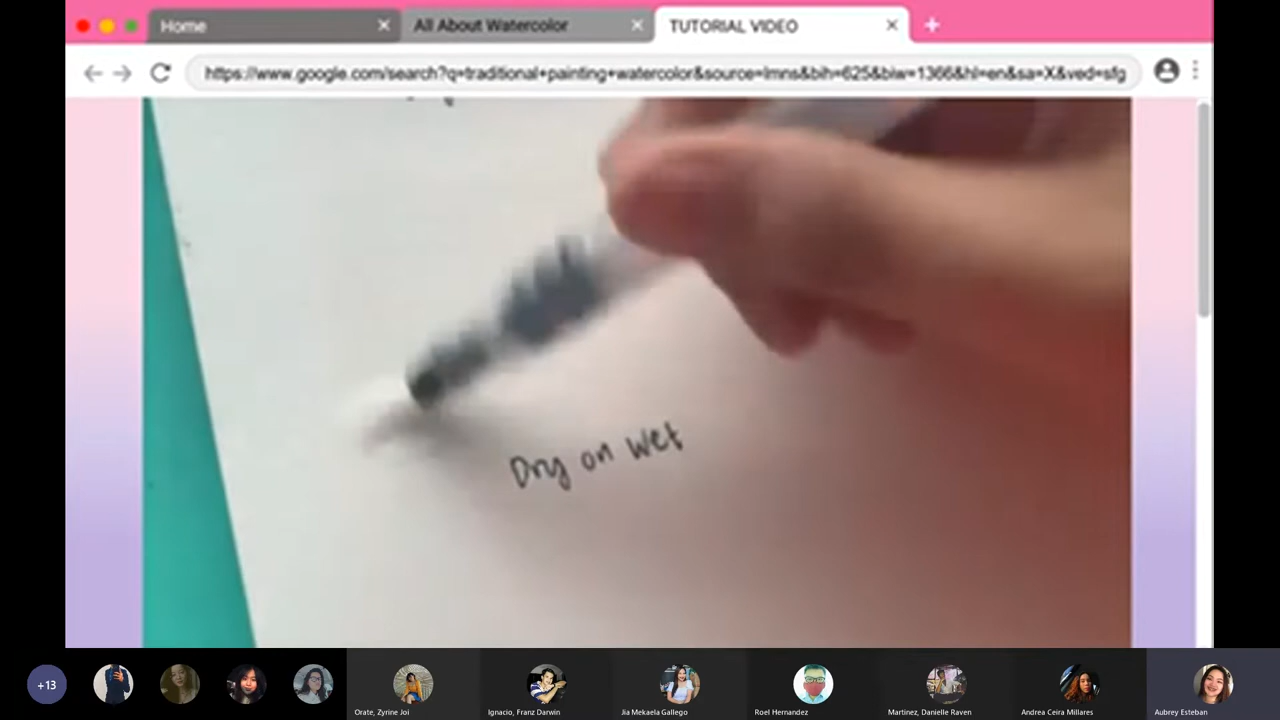 Home
All About Watercolor
TUTORIAL VIDEO
https://www.google.com/search?q=traditional+painting+watercolor&source=lmns&bih=625&biw=1366&hl=en&sa=X&ved=sfg
Dry on Wet
+13
Orate, Zyrine Joi
Ignacio, Franz Darwin
Jia Mekaela Gallego
Roel Hernandez
Martinez, Danielle Raven
Andrea Ceira Millares
Aubrey Esteban